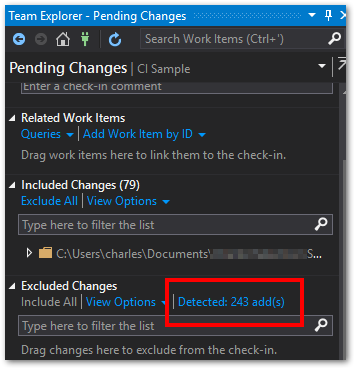 Team Explorer - Pending Changes
Search Work Items (Ctrl+')
Pending Changes | CI Sample
Enter a check-in comment
Related Work Items
Queries | Add Work Item by ID
Drag work items here to link them to the check-in.
Included Changes (79)
Exclude All | View Options
Type here to filter the list
C:\Users\charles\Documents\ S...
Excluded Changes
Include All | View Options | Detected: 243 add(s)
Type here to filter the list
Drag changes here to exclude from the check-in.